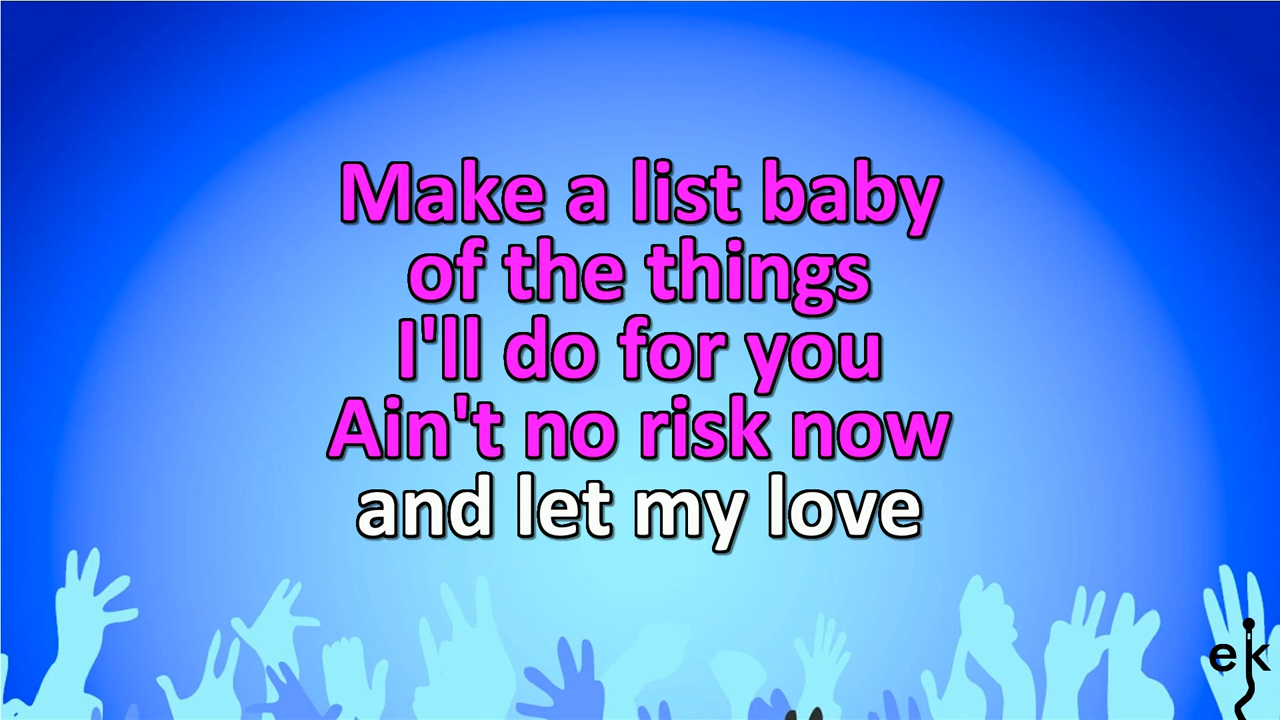 Make a list baby
of the things
I'll do for you
Ain't no risk now
and let my love
ek